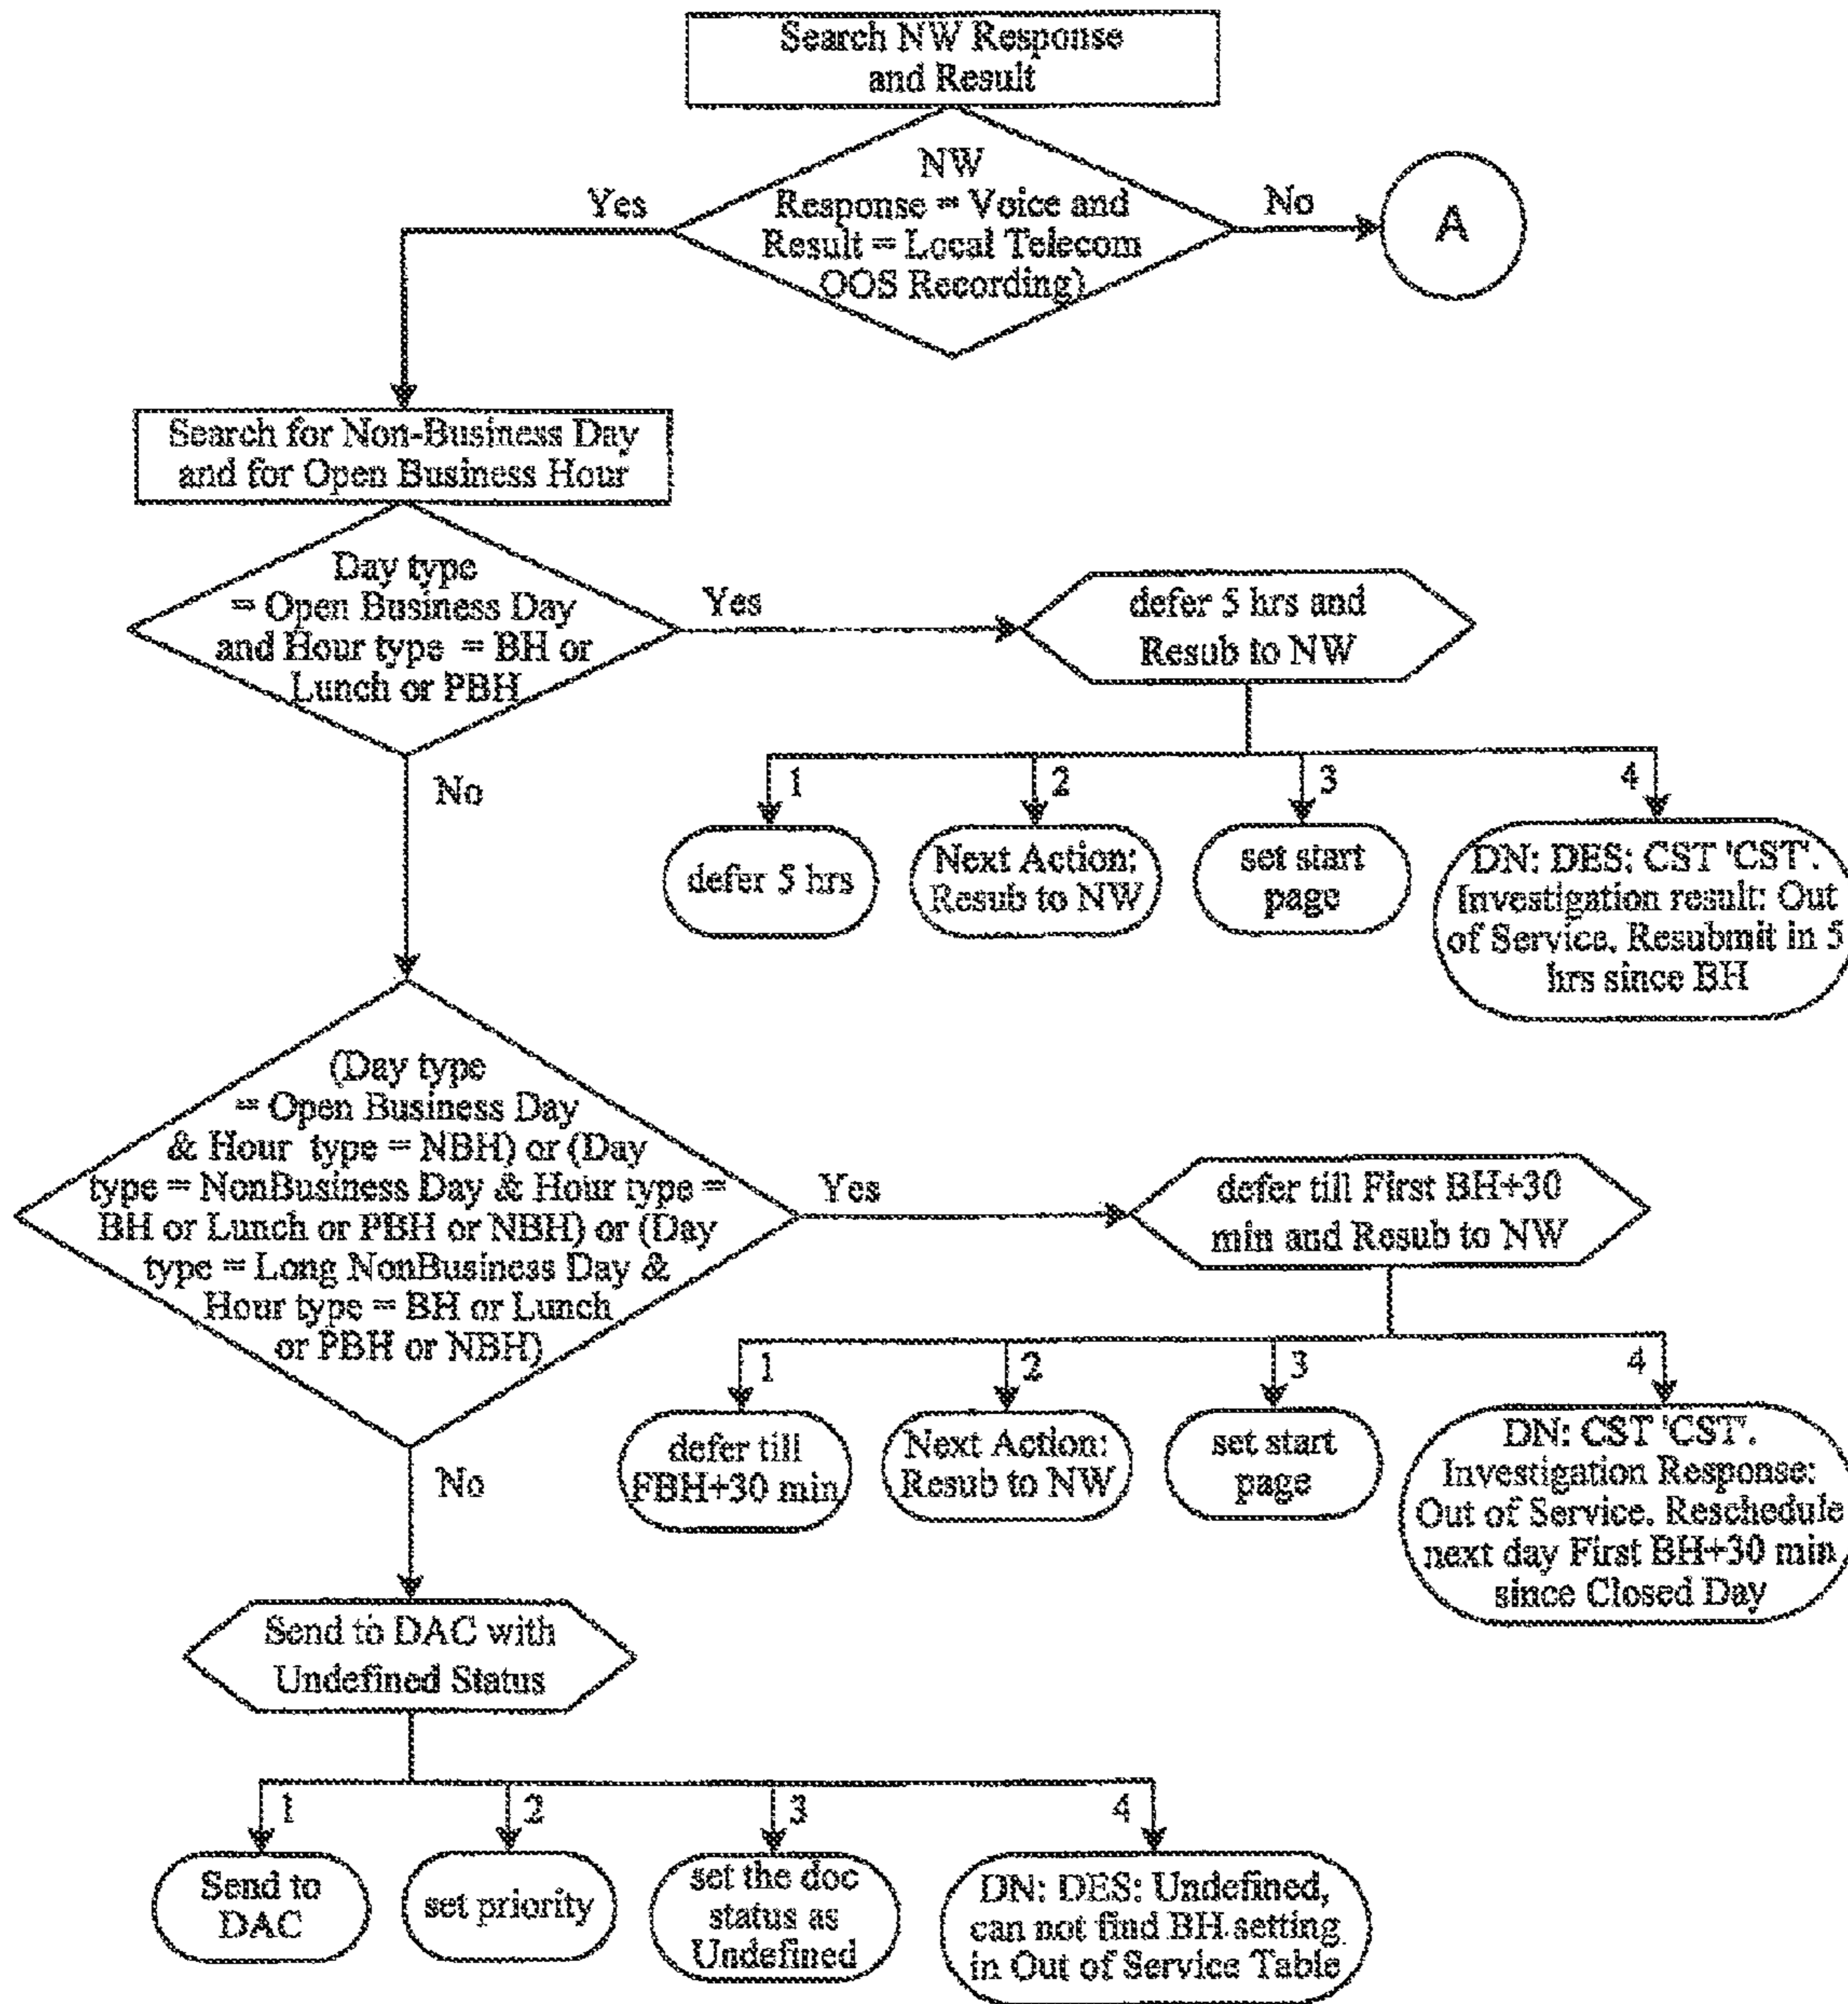 Search NW Response
and Result
NW
Response = Voice and
Result = Local Telecom
OOS Recording)
Yes
No
A
Search for Non-Business Day
and for Open Business Hour
Day type
= Open Business Day
and Hour type = BH or
Lunch or PBH
Yes
No
defer 5 hrs and
Resub to NW
1
2
3
4
defer 5 hrs
Next Action:
Resub to NW
set start
page
DN: DES: CST 'CST'.
Investigation result: Out
of Service. Resubmit in 5
hrs since BH
(Day type
= Open Business Day
& Hour type = NBH) or (Day
type = NonBusiness Day & Hour type =
BH or Lunch or PBH or NBH) or (Day
type = Long NonBusiness Day &
Hour type = BH or Lunch
or PBH or NBH)
Yes
No
defer till First BH+30
min and Resub to NW
1
2
3
4
defer till
FBH+30 min
Next Action:
Resub to NW
set start
page
DN: CST 'CST'.
Investigation Response:
Out of Service. Reschedule
next day First BH+30 min
since Closed Day
Send to DAC with
Undefined Status
1
2
3
4
Send to
DAC
set priority
set the doc
status as
Undefined
DN: DES: Undefined,
can not find BH setting
in Out of Service Table